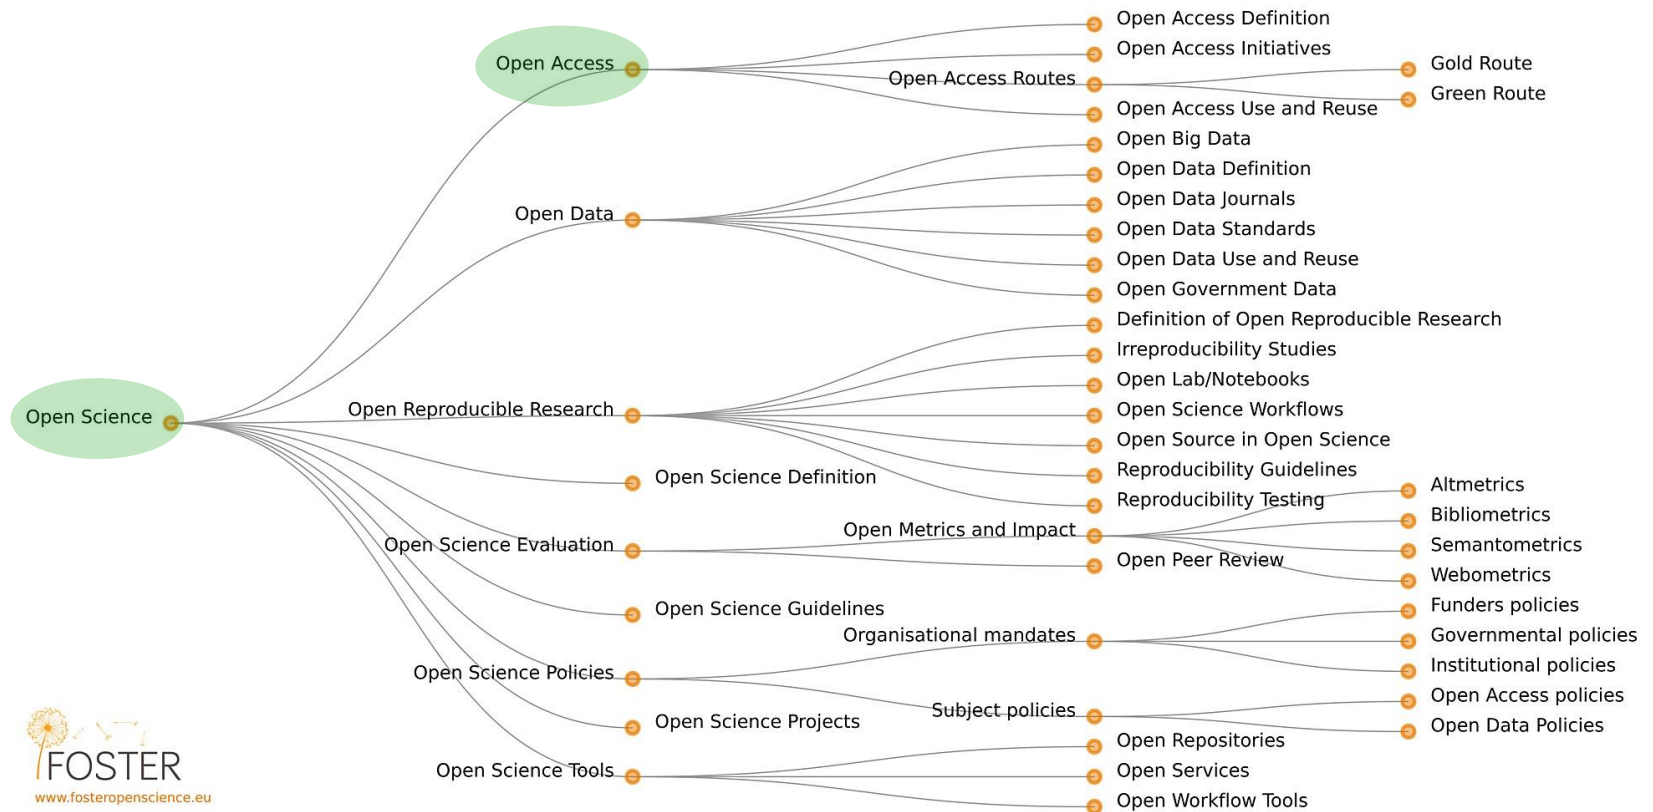 Open Science
Open Access
Open Access Definition
Open Access Initiatives
Open Access Routes
Gold Route
Green Route
Open Access Use and Reuse
Open Data
Open Big Data
Open Data Definition
Open Data Journals
Open Data Standards
Open Data Use and Reuse
Open Government Data
Open Reproducible Research
Definition of Open Reproducible Research
Irreproducibility Studies
Open Lab/Notebooks
Open Science Workflows
Open Source in Open Science
Reproducibility Guidelines
Reproducibility Testing
Open Science Definition
Open Science Evaluation
Open Metrics and Impact
Altmetrics
Bibliometrics
Semantometrics
Webometrics
Open Peer Review
Open Science Guidelines
Open Science Policies
Organisational mandates
Funders policies
Governmental policies
Institutional policies
Subject policies
Open Access policies
Open Data Policies
Open Science Projects
Open Science Tools
Open Repositories
Open Services
Open Workflow Tools
FOSTER
www.fosteropenscience.eu